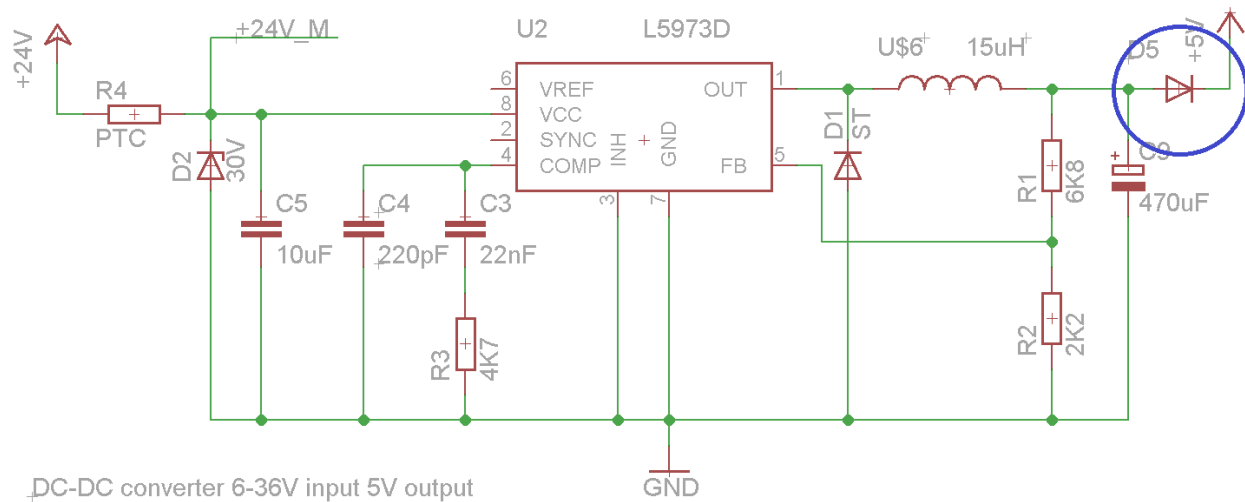 +24V
+24V_M
R4
PTC
D2
30V
C5
10uF
C4
220pF
C3
22nF
R3
4K7
U2
L5973D
6
VREF
8
VCC
2
SYNC
4
COMP
INH
GND
OUT
FB
1
5
3
7
D1
ST
U$6
15uH
R1
6K8
R2
2K2
D5
+5V
C9
470uF
GND
DC-DC converter 6-36V input 5V output